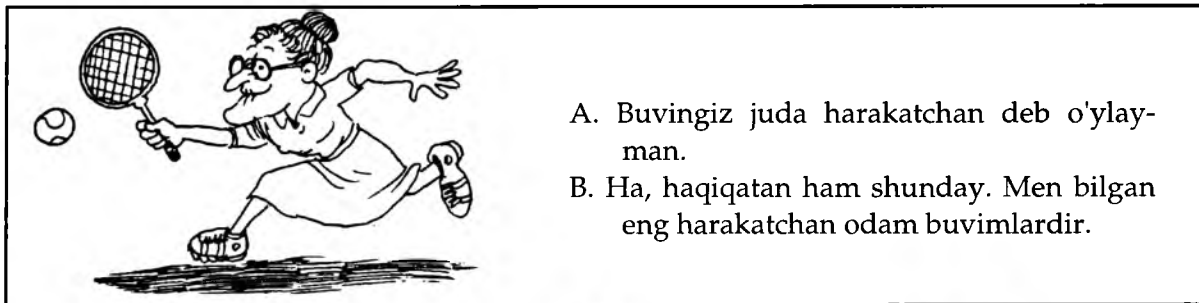 A. Buvingiz juda harakatchan deb o'ylay-
man.
B. Ha, haqiqatan ham shunday. Men bilgan
eng harakatchan odam buvimlardir.